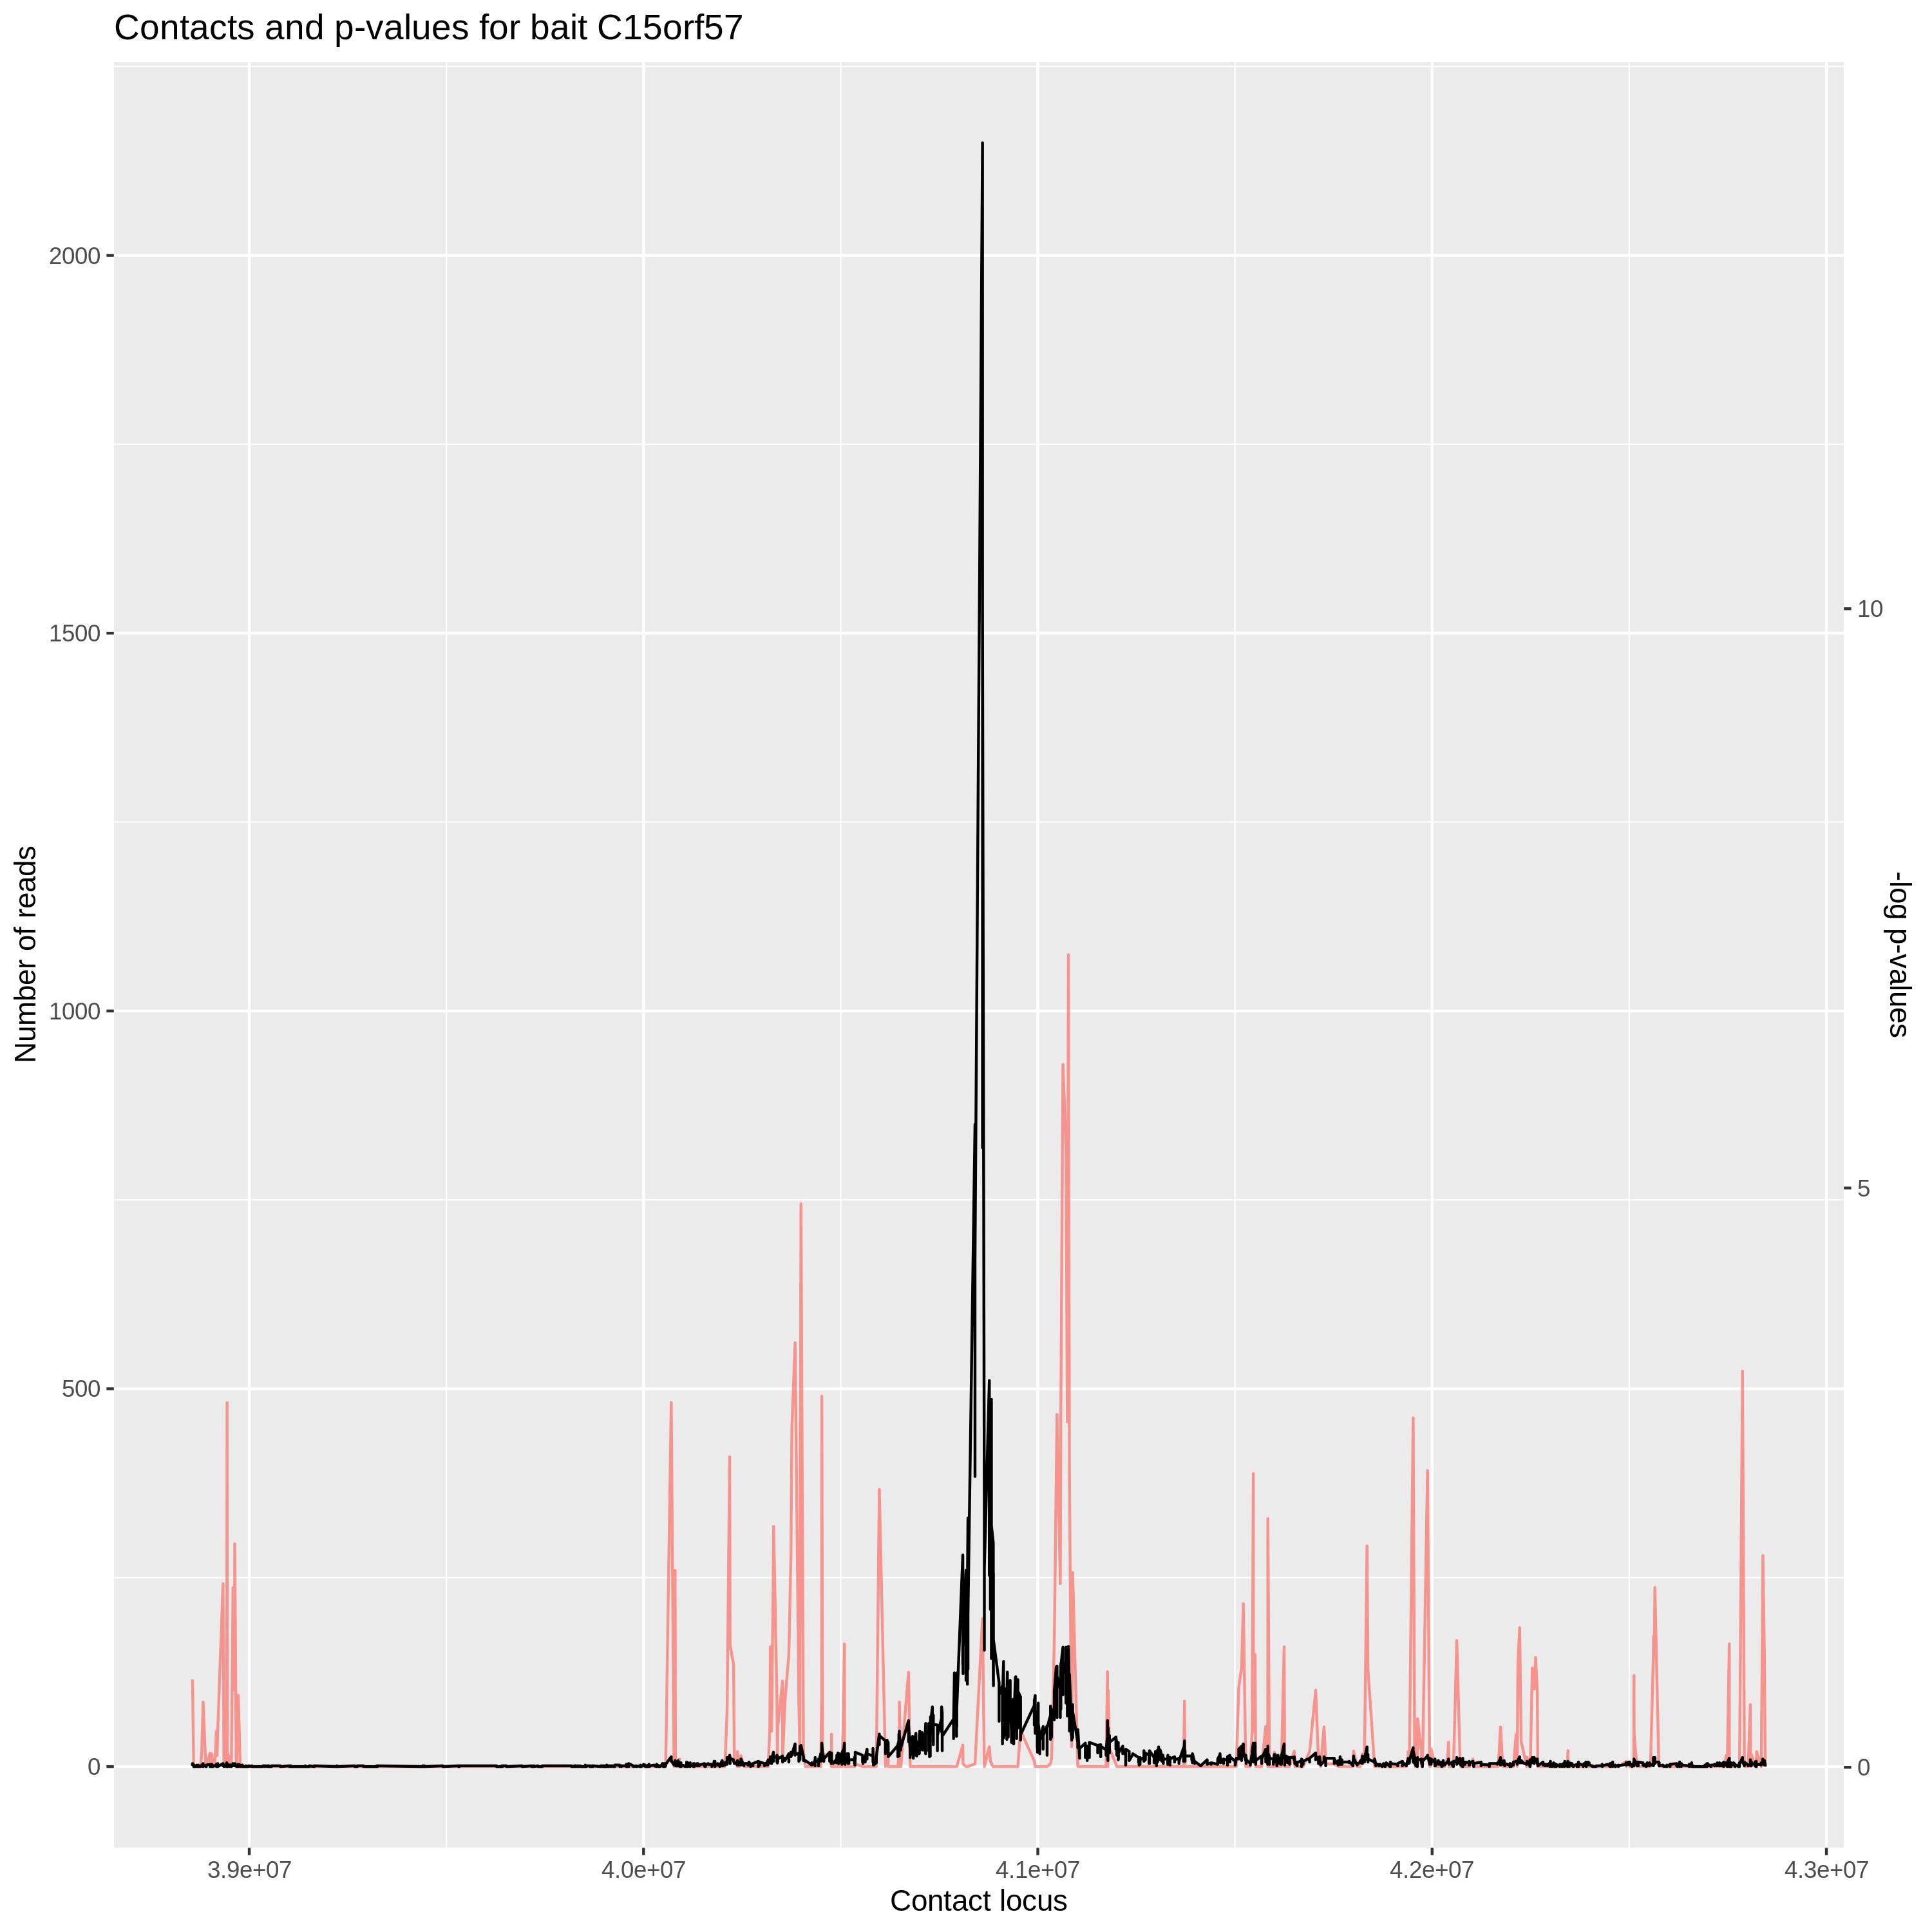 Contacts and p-values for bait C15orf57
2000
1500
1000
500
0
Number of reads
10
5
0
-log p-values
3.9e+07
4.0e+07
4.1e+07
4.2e+07
4.3e+07
Contact locus